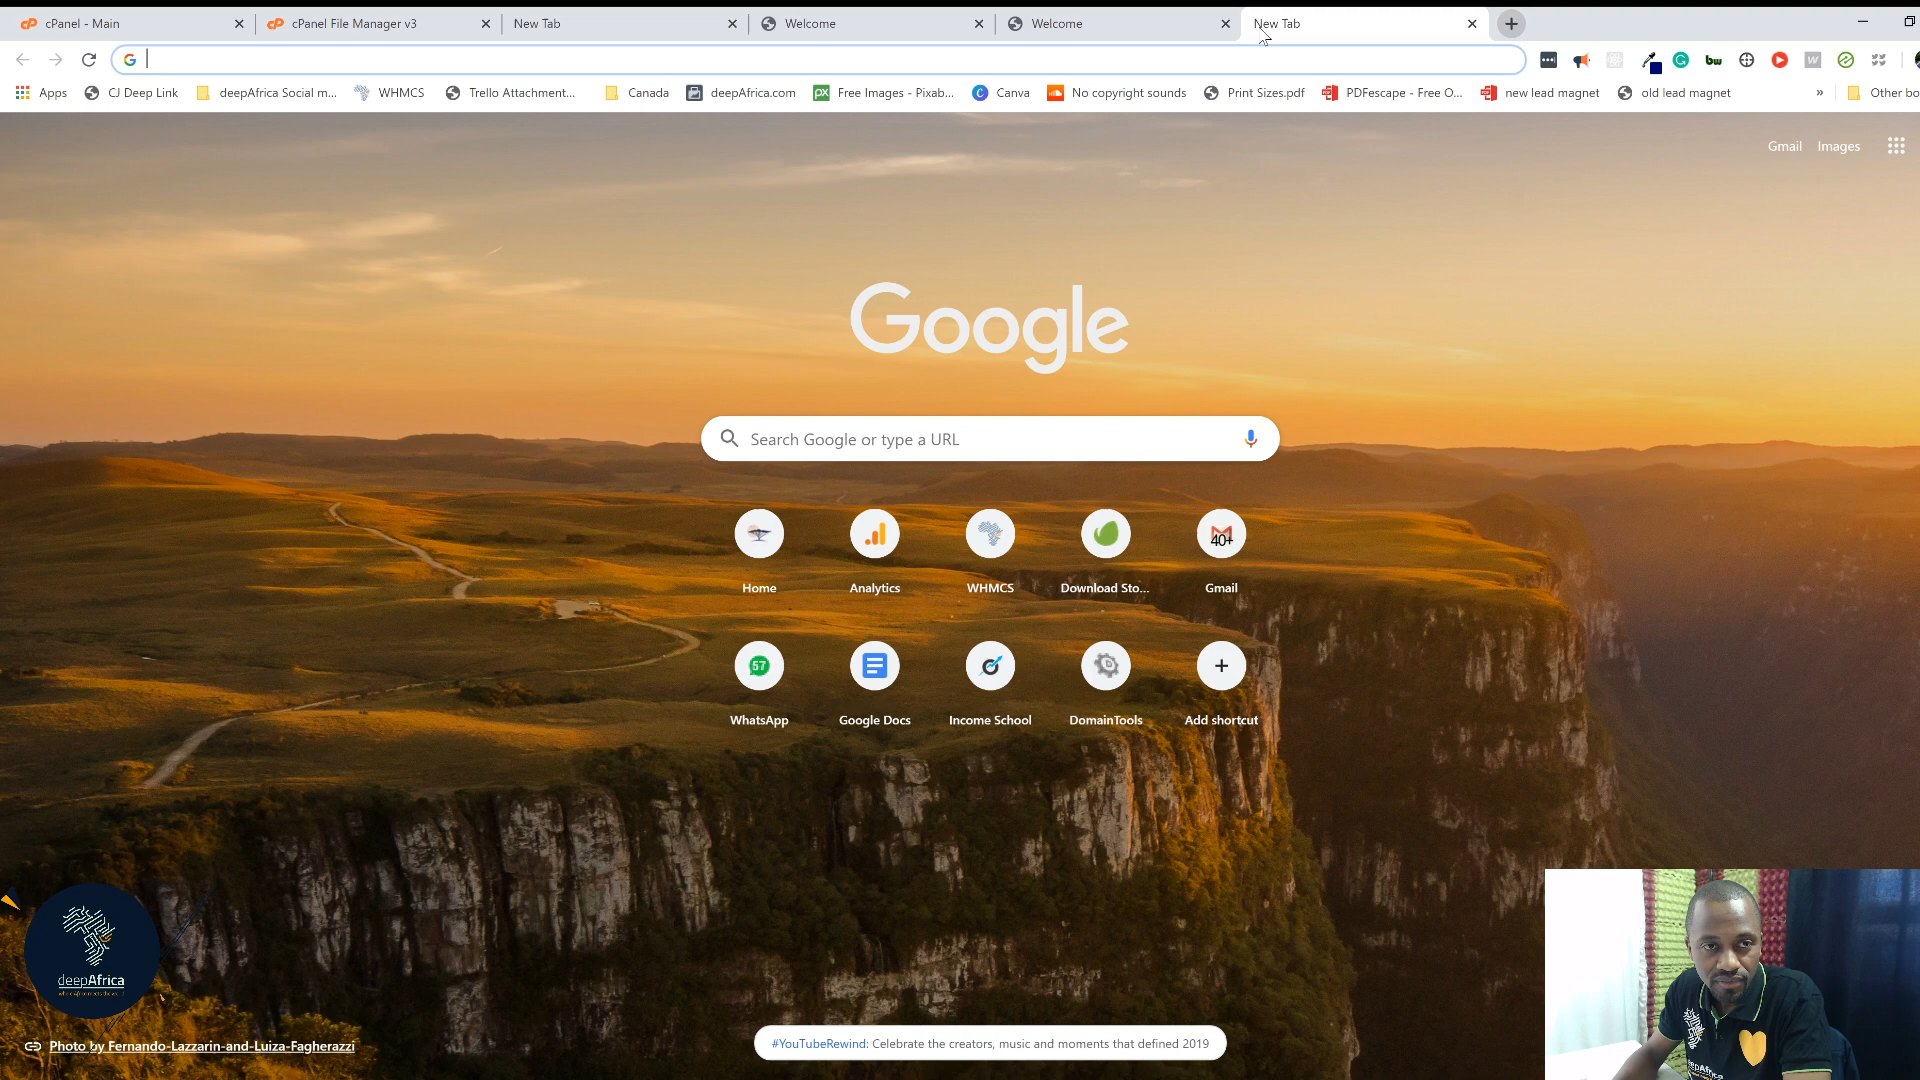 cPanel - Main
cPanel File Manager v3
New Tab
Welcome
Welcome
New Tab
Apps
CJ Deep Link
deepAfrica Social m...
WHMCS
Trello Attachment...
Canada
deepAfrica.com
Free Images - Pixab...
Canva
No copyright sounds
Print Sizes.pdf
PDFescape - Free O...
new lead magnet
old lead magnet
»
Other bo
Gmail
Images
Google
Search Google or type a URL
Home
Analytics
WHMCS
Download Sto...
40+
Gmail
57
WhatsApp
Google Docs
Income School
DomainTools
Add shortcut
deepAfrica
Photo by Fernando-Lazzarin-and-Luiza-Fagherazzi
#YouTubeRewind: Celebrate the creators, music and moments that defined 2019